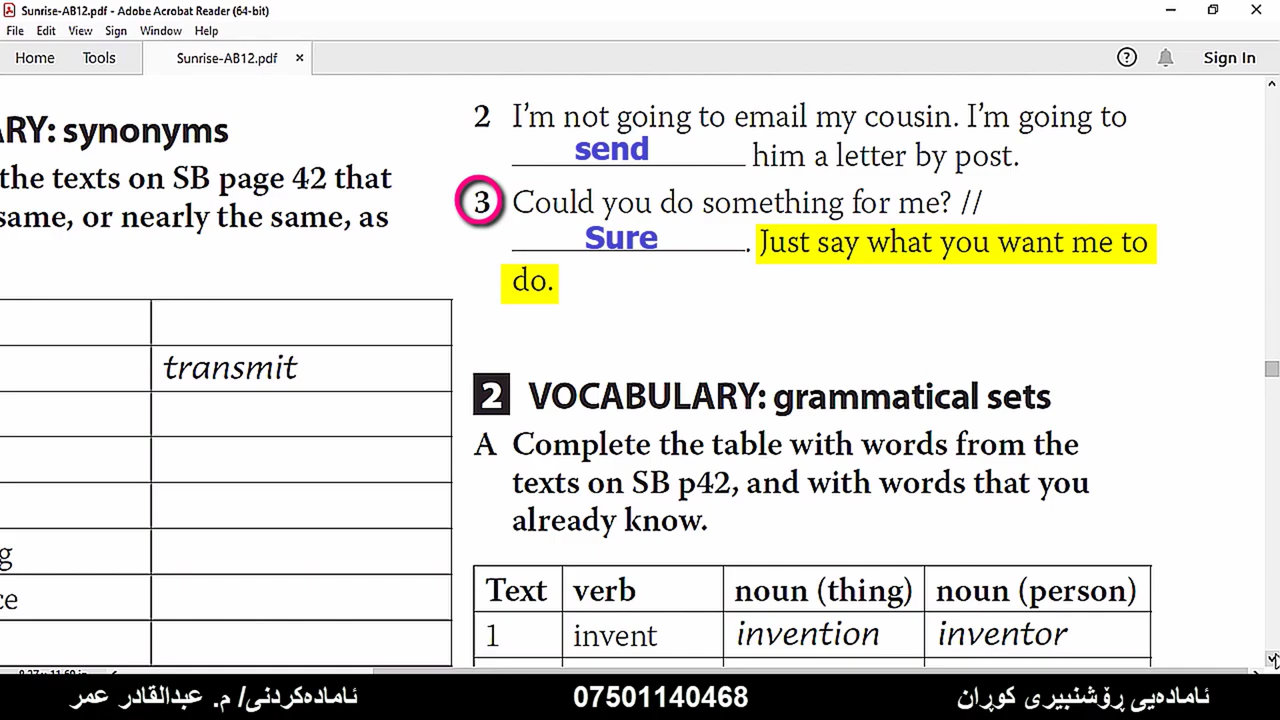 Sunrise-AB12.pdf - Adobe Acrobat Reader (64-bit)
File Edit View Sign Window Help
Home Tools Sunrise-AB12.pdf × Sign In
ARY: synonyms
the texts on SB page 42 that
same, or nearly the same, as
transmit
g
ce
2 I'm not going to email my cousin. I'm going to
send him a letter by post.
3 Could you do something for me? //
Sure. Just say what you want me to
do.
2 VOCABULARY: grammatical sets
A Complete the table with words from the
texts on SB p42, and with words that you
already know.
Text verb noun (thing) noun (person)
1 invent invention inventor
ئامادەیی ڕۆشنبیری کوڕان 07501140468 ئامادەکردنی/ م. عبدالقادر عمر